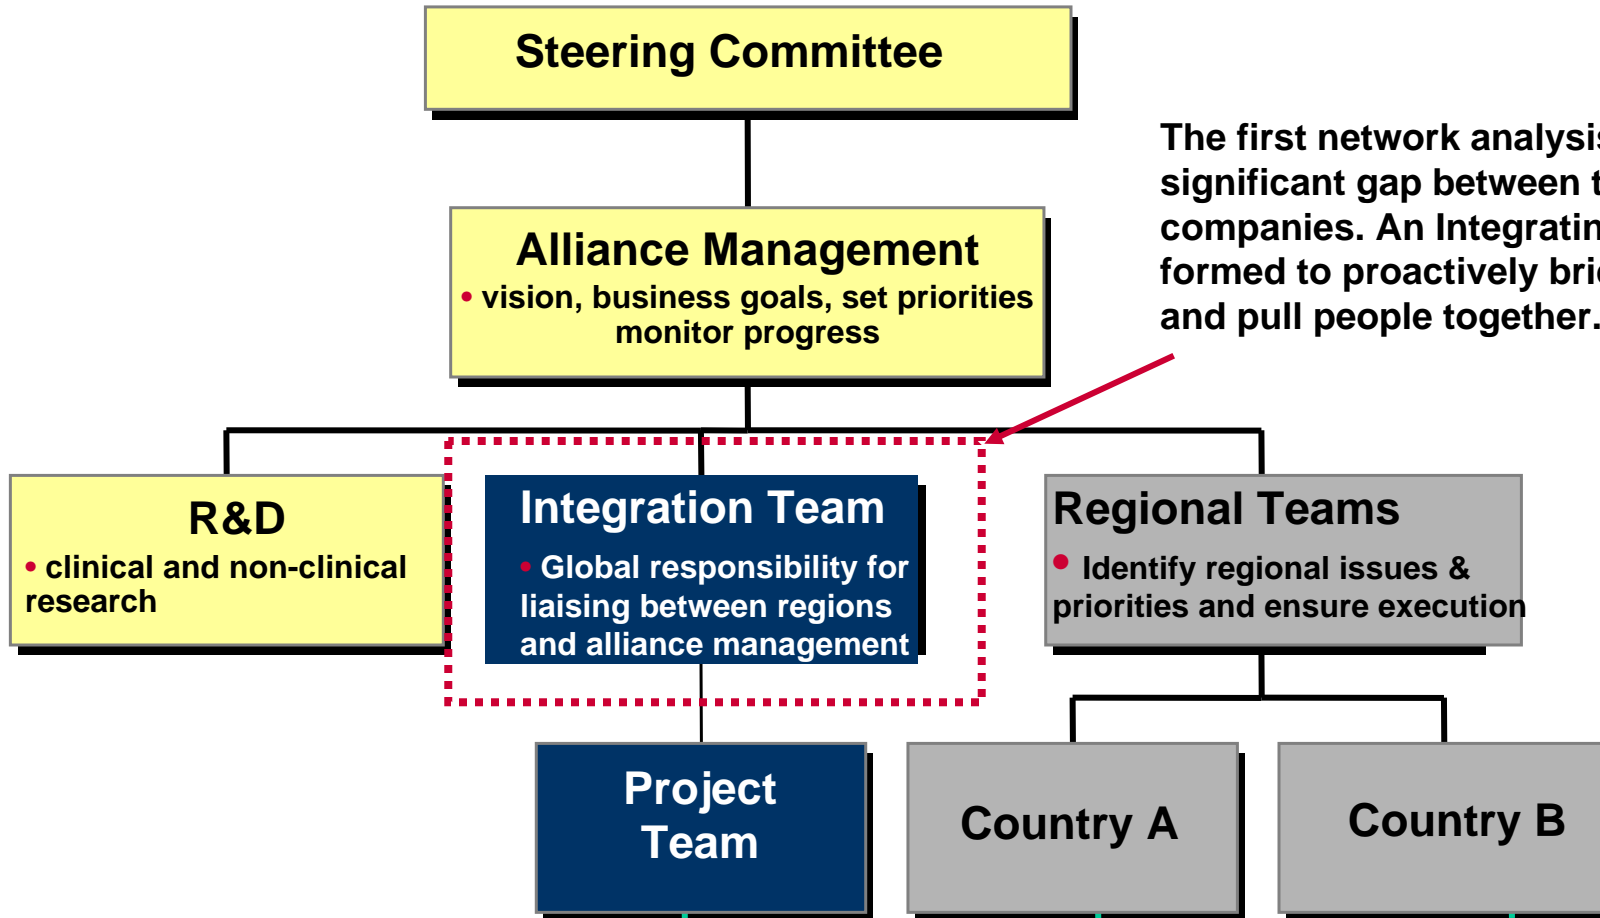 Steering Committee
The first network analysis
significant gap between
companies. An
formed to proactively
and pull people together.
Alliance Management
• vision, business goals, set priorities
monitor progress
R&D
• clinical and non-clinical
research
Integration Team
• Global responsibility for
liaising between regions
and alliance management
Regional Teams
• Identify regional issues &
priorities and ensure execution
Project
Team
Country A
Country B